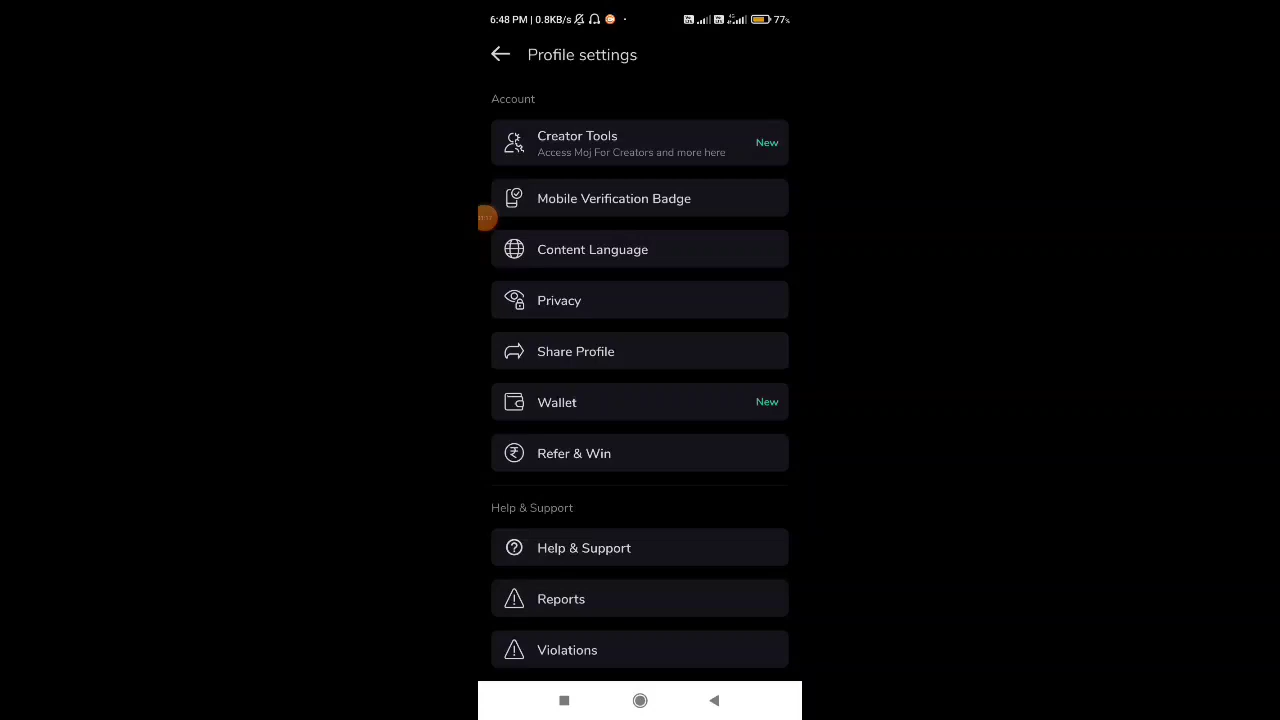 6:48 PM | 0.8KB/s
4G
77%
Profile settings
Account
Creator Tools
Access Moj For Creators and more here
New
Mobile Verification Badge
Content Language
Privacy
Share Profile
Wallet
New
Refer & Win
Help & Support
Help & Support
Reports
Violations